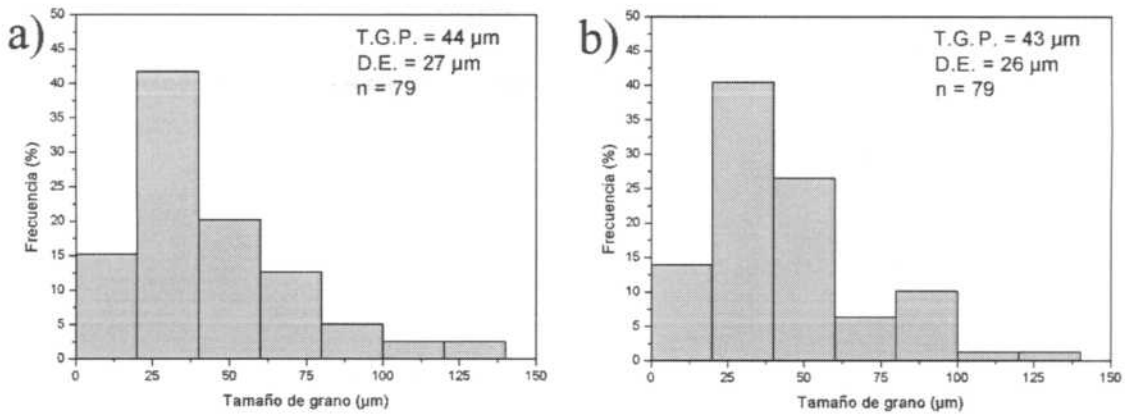 a)
T.G.P. = 44 µm
D.E. = 27 µm
n = 79
Frecuencia (%)
50
45
40
35
30
25
20
15
10
5
0
0 25 50 75 100 125 150
Tamaño de grano (µm)
b)
T.G.P. = 43 µm
D.E. = 26 µm
n = 79
Frecuencia (%)
50
45
40
35
30
25
20
15
10
5
0
0 25 50 75 100 125 150
Tamaño de grano (µm)